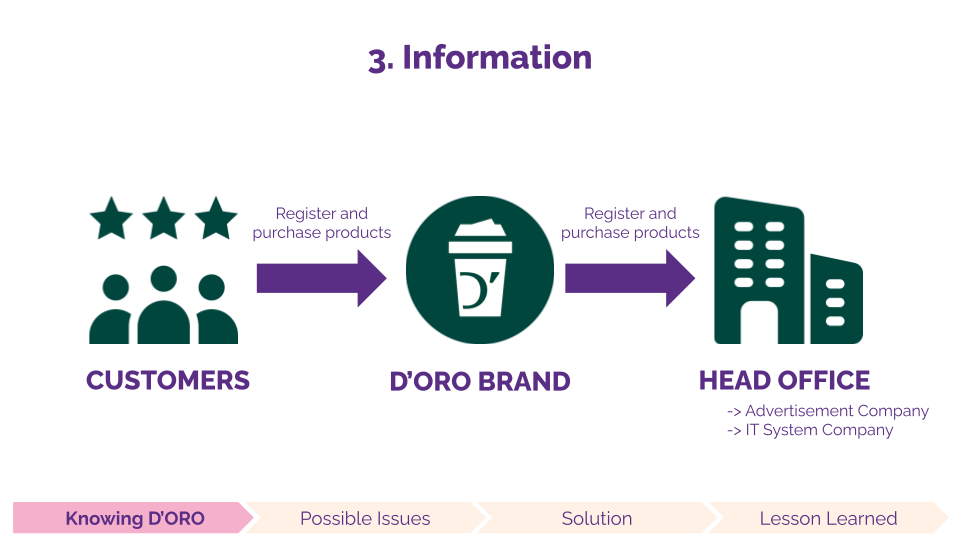 3. Information
Register and
purchase products
Register and
purchase products
D’
CUSTOMERS
D’ORO BRAND
HEAD OFFICE
-> Advertisement Company
-> IT System Company
Knowing D’ORO
Possible Issues
Solution
Lesson Learned